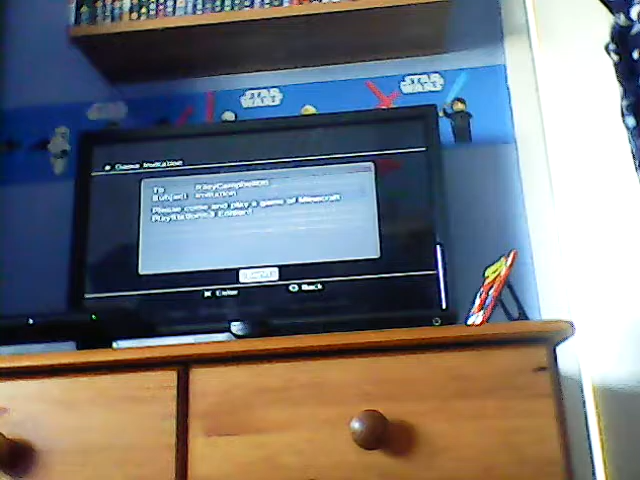 STAR WARS
STAR WARS
Game Invitation
To
Subject Invitation
Please come and play a game of Minecraft
PlayStation®3 Edition!
Enter Back